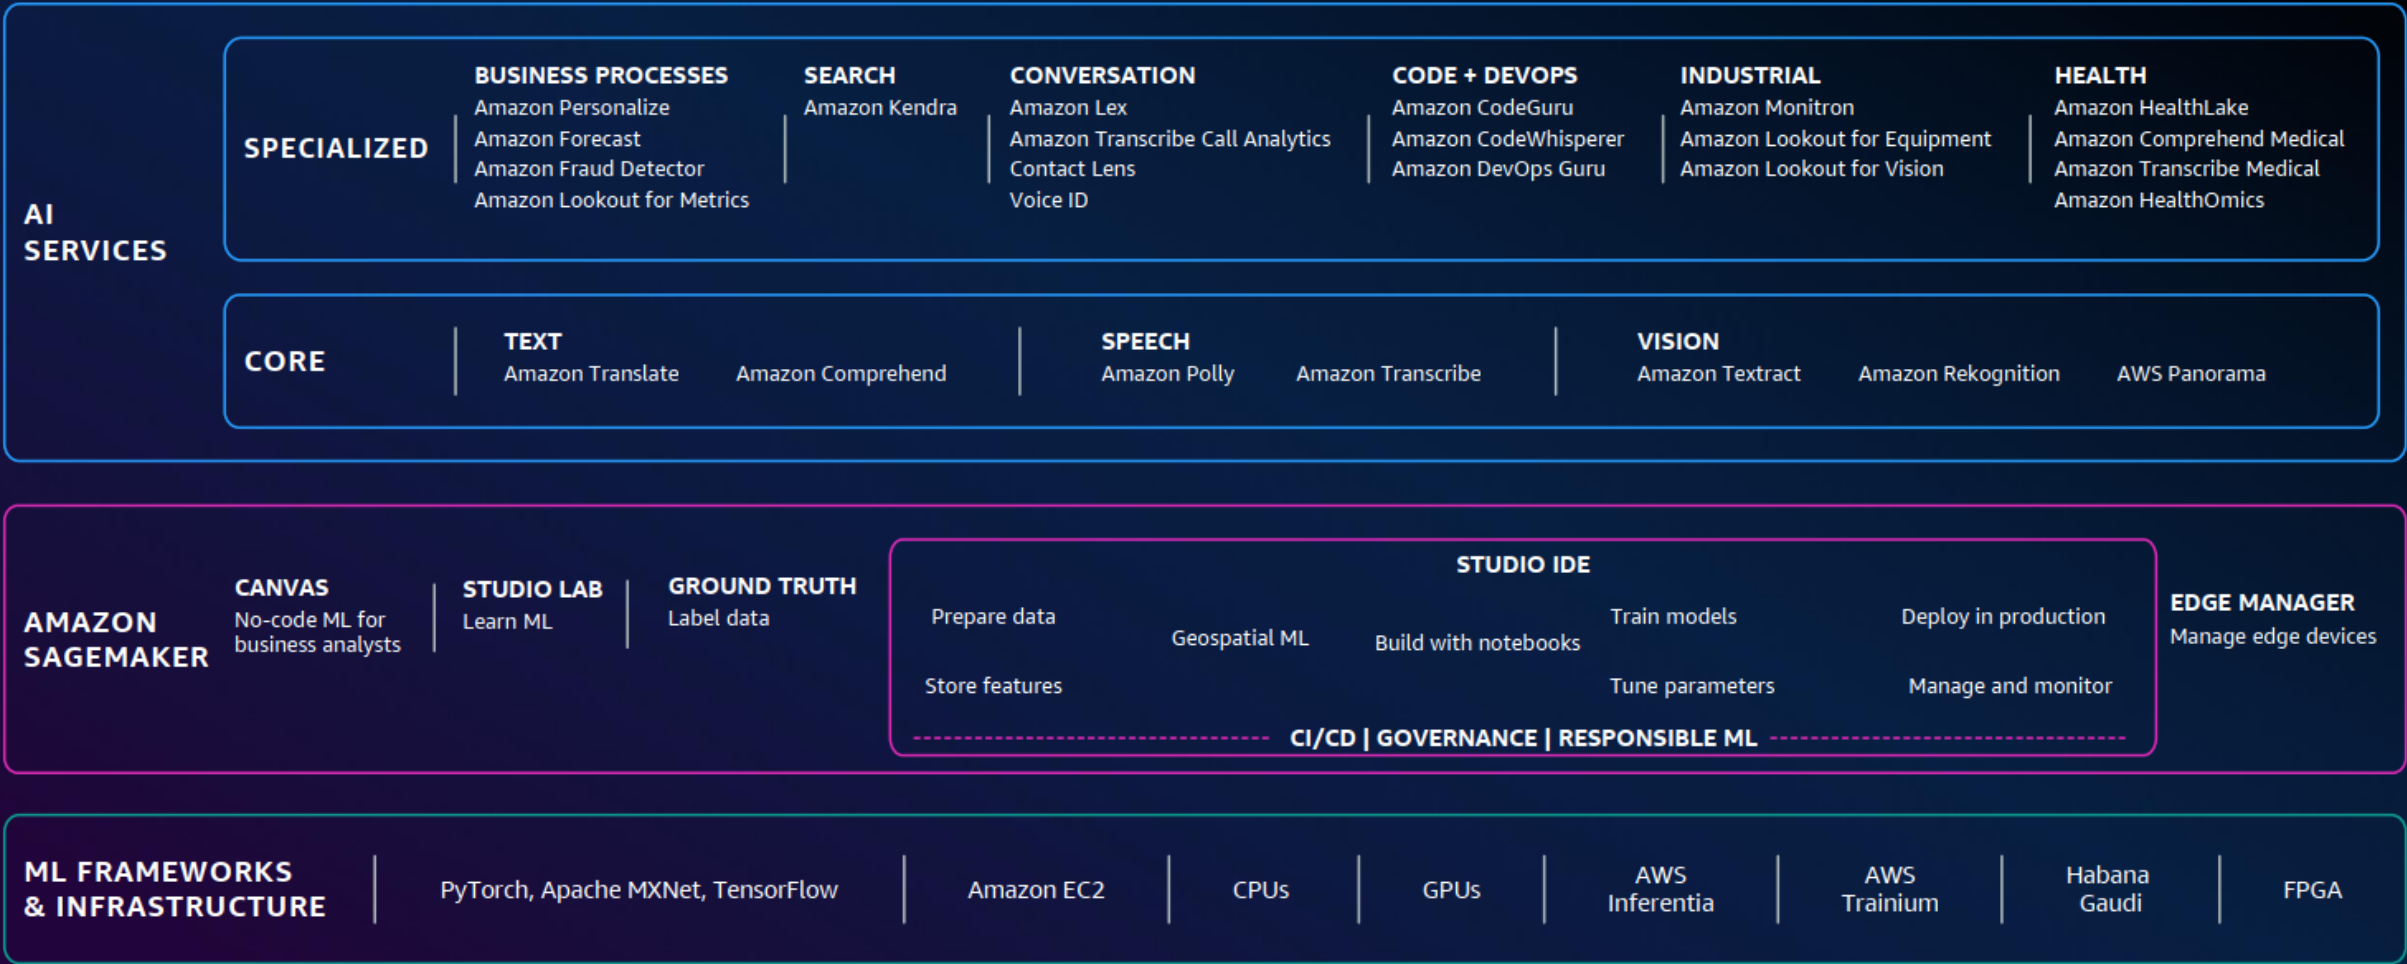 AI
SERVICES
SPECIALIZED
BUSINESS PROCESSES
Amazon Personalize
Amazon Forecast
Amazon Fraud Detector
Amazon Lookout for Metrics
SEARCH
Amazon Kendra
CONVERSATION
Amazon Lex
Amazon Transcribe Call Analytics
Contact Lens
Voice ID
CODE + DEVOPS
Amazon CodeGuru
Amazon CodeWhisperer
Amazon DevOps Guru
INDUSTRIAL
Amazon Monitron
Amazon Lookout for Equipment
Amazon Lookout for Vision
HEALTH
Amazon HealthLake
Amazon Comprehend Medical
Amazon Transcribe Medical
Amazon HealthOmics
CORE
TEXT
Amazon Translate
Amazon Comprehend
SPEECH
Amazon Polly
Amazon Transcribe
VISION
Amazon Textract
Amazon Rekognition
AWS Panorama
AMAZON
SAGEMAKER
CANVAS
No-code ML for
business analysts
STUDIO LAB
Learn ML
GROUND TRUTH
Label data
STUDIO IDE
Prepare data
Store features
Geospatial ML
Build with notebooks
Train models
Tune parameters
Deploy in production
Manage and monitor
CI/CD | GOVERNANCE | RESPONSIBLE ML
EDGE MANAGER
Manage edge devices
ML FRAMEWORKS
& INFRASTRUCTURE
PyTorch, Apache MXNet, TensorFlow
Amazon EC2
CPUs
GPUs
AWS
Inferentia
AWS
Trainium
Habana
Gaudi
FPGA